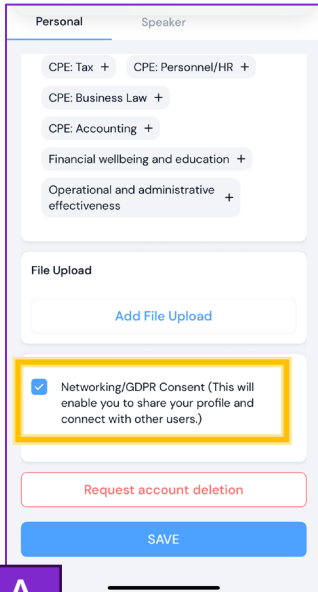 Personal Speaker
CPE: Tax + CPE: Personnel/HR +
CPE: Business Law +
CPE: Accounting +
Financial wellbeing and education +
Operational and administrative
effectiveness +
File Upload
Add File Upload
Networking/GDPR Consent (This will
enable you to share your profile and
connect with other users.)
Request account deletion
SAVE
A